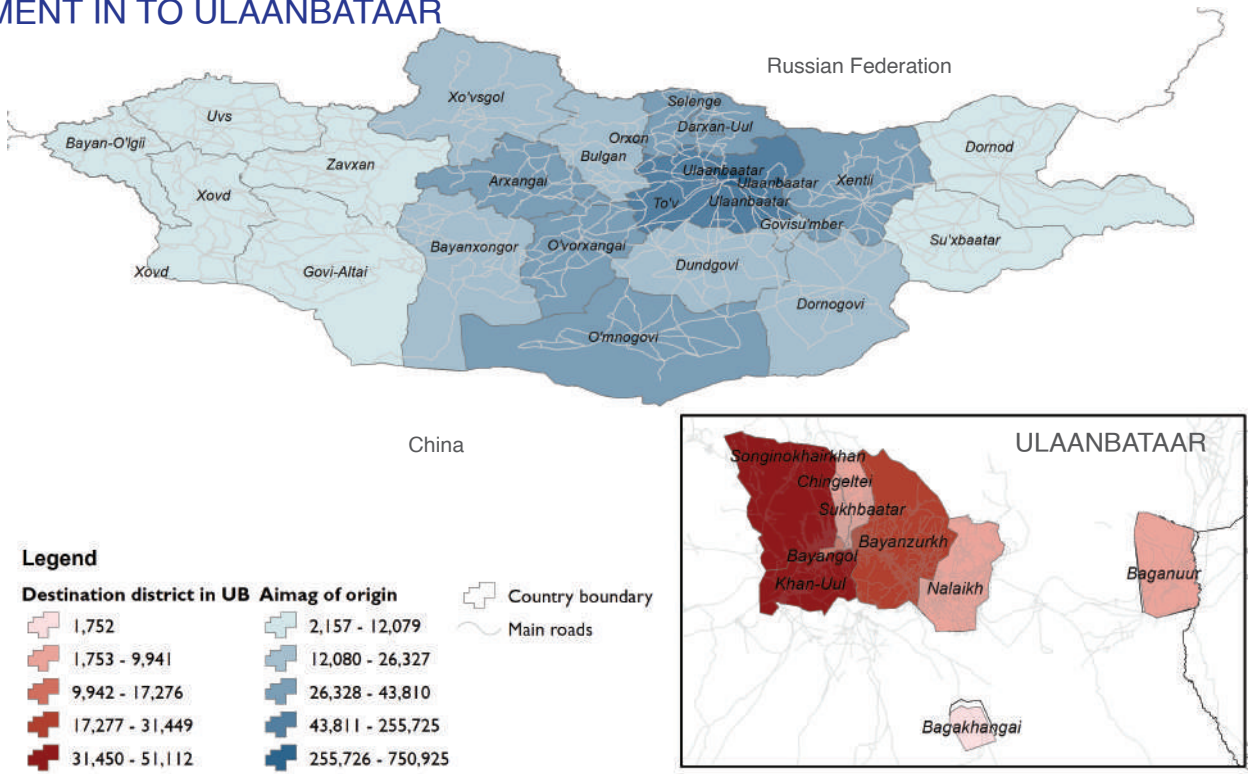 MENT IN TO ULAANBATAAR
Russian Federation
Xo'vsgol
Selenge
Uvs
Darxan-Uul
Bayan-O'lgii
Orxon
Dornod
Zavxan
Bulgan
Ulaanbaatar
Arxangai
Ulaanbaatar
Xentii
Xovd
To'v
Ulaanbaatar
Govisu'mber
Bayanxongor
O'vorxangai
Su'xbaatar
Xovd
Govi-Altai
Dundgovi
Dornogovi
O'mnogovi
China
ULAANBATAAR
Songinokhairkhan
Chingeltei
Sukhbaatar
Bayanzurkh
Bayangol
Khan-Uul
Nalaikh
Baganuur
Bagakhangai
Legend
Destination district in UB
1,752
1,753 - 9,941
9,942 - 17,276
17,277 - 31,449
31,450 - 51,112
Aimag of origin
2,157 - 12,079
12,080 - 26,327
26,328 - 43,810
43,811 - 255,725
255,726 - 750,925
Country boundary
Main roads